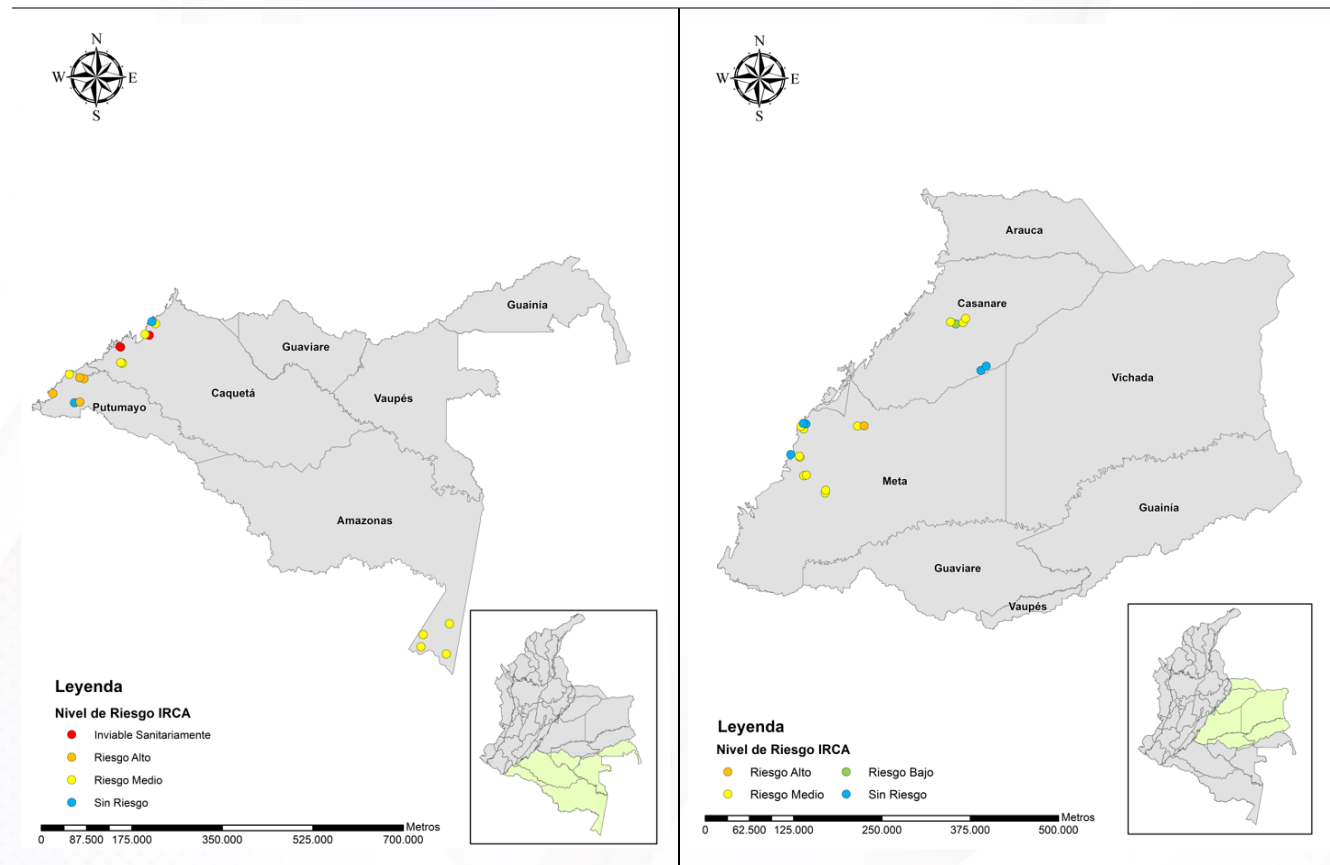 N
W E
S
Guainía
Guaviare
Caquetá
Vaupés
Putumayo
Amazonas
Leyenda
Nivel de Riesgo IRCA
Inviable Sanitariamente
Riesgo Alto
Riesgo Medio
Sin Riesgo
Metros
0 87.500 175.000 350.000 525.000 700.000
N
W E
S
Arauca
Casanare
Vichada
Meta
Guainía
Guaviare
Vaupés
Leyenda
Nivel de Riesgo IRCA
Riesgo Alto Riesgo Bajo
Riesgo Medio Sin Riesgo
Metros
0 62.500 125.000 250.000 375.000 500.000